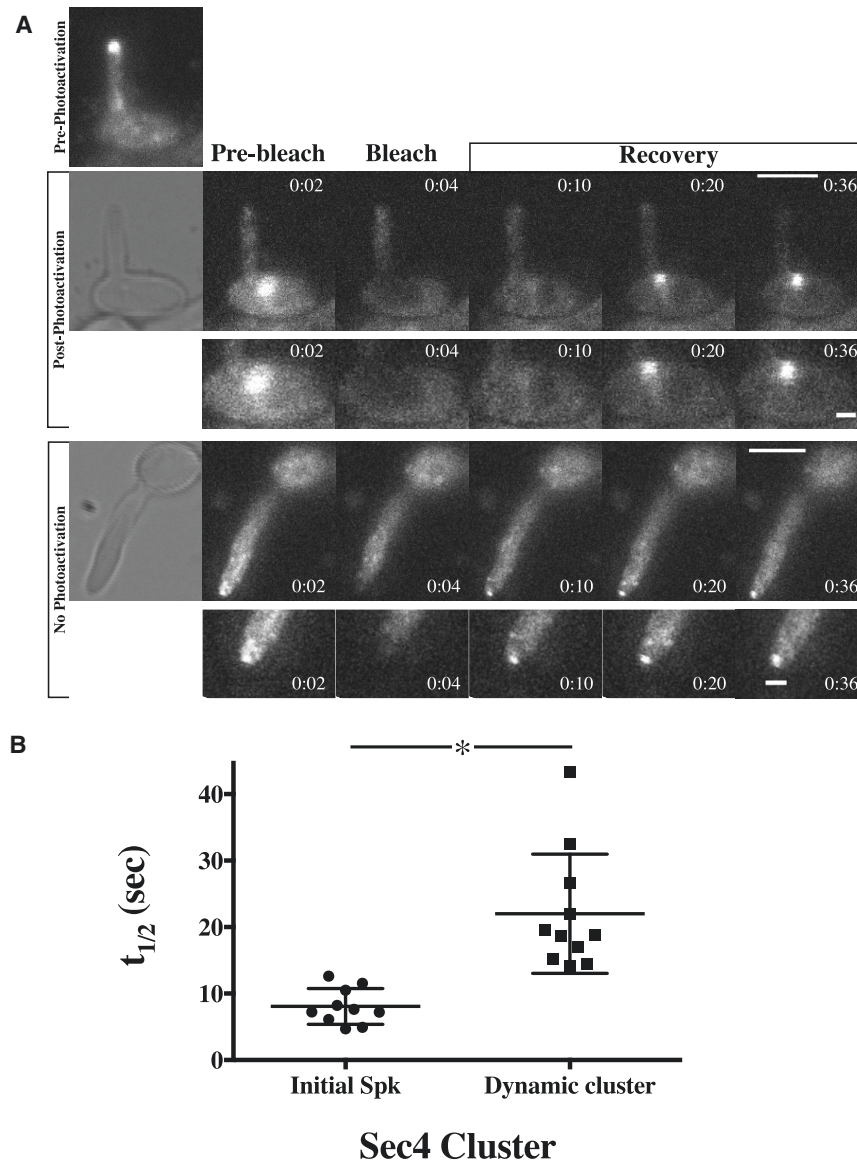 A
Pre-Photoactivation
Pre-bleach
Bleach
Recovery
Post-Photoactivation
0:02
0:04
0:10
0:20
0:36
0:02
0:04
0:10
0:20
0:36
No Photoactivation
0:02
0:04
0:10
0:20
0:36
0:02
0:04
0:10
0:20
0:36
B
*
t1/2 (sec)
40
30
20
10
0
Initial Spk
Dynamic cluster
Sec4 Cluster